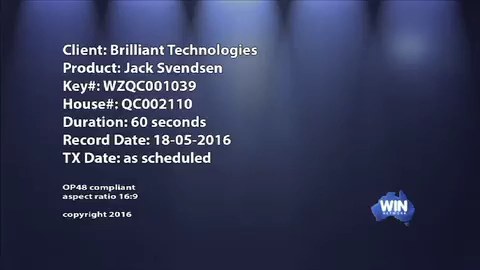 Client: Brilliant Technologies
Product: Jack Svendsen
Key#: WZQC001039
House#: QC002110
Duration: 60 seconds
Record Date: 18-05-2016
TX Date: as scheduled
OP48 compliant
aspect ratio 16:9
copyright 2016
WIN
NETWORK